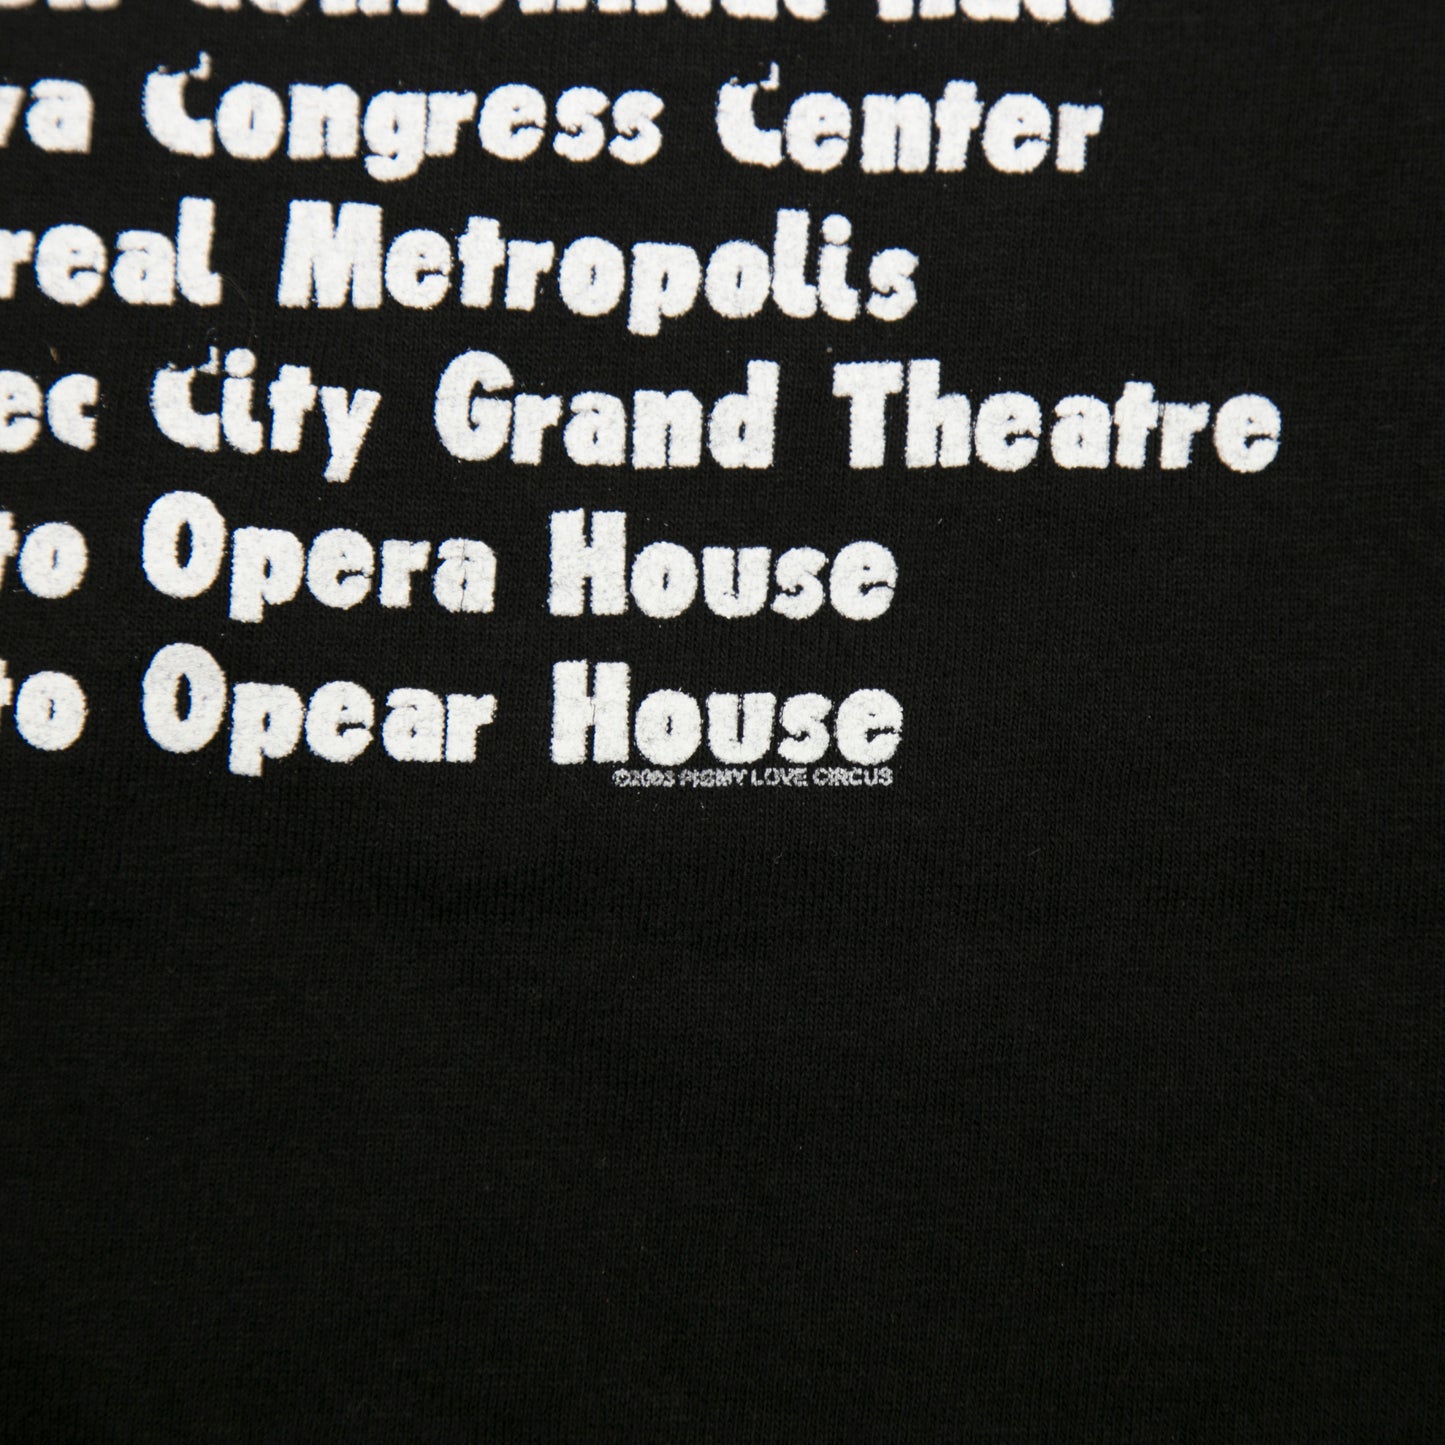 va Congress Center
real Metropolis
ec City Grand Theatre
to Opera House
to Opear House
©2003 PIGMY LOVE CIRCUS